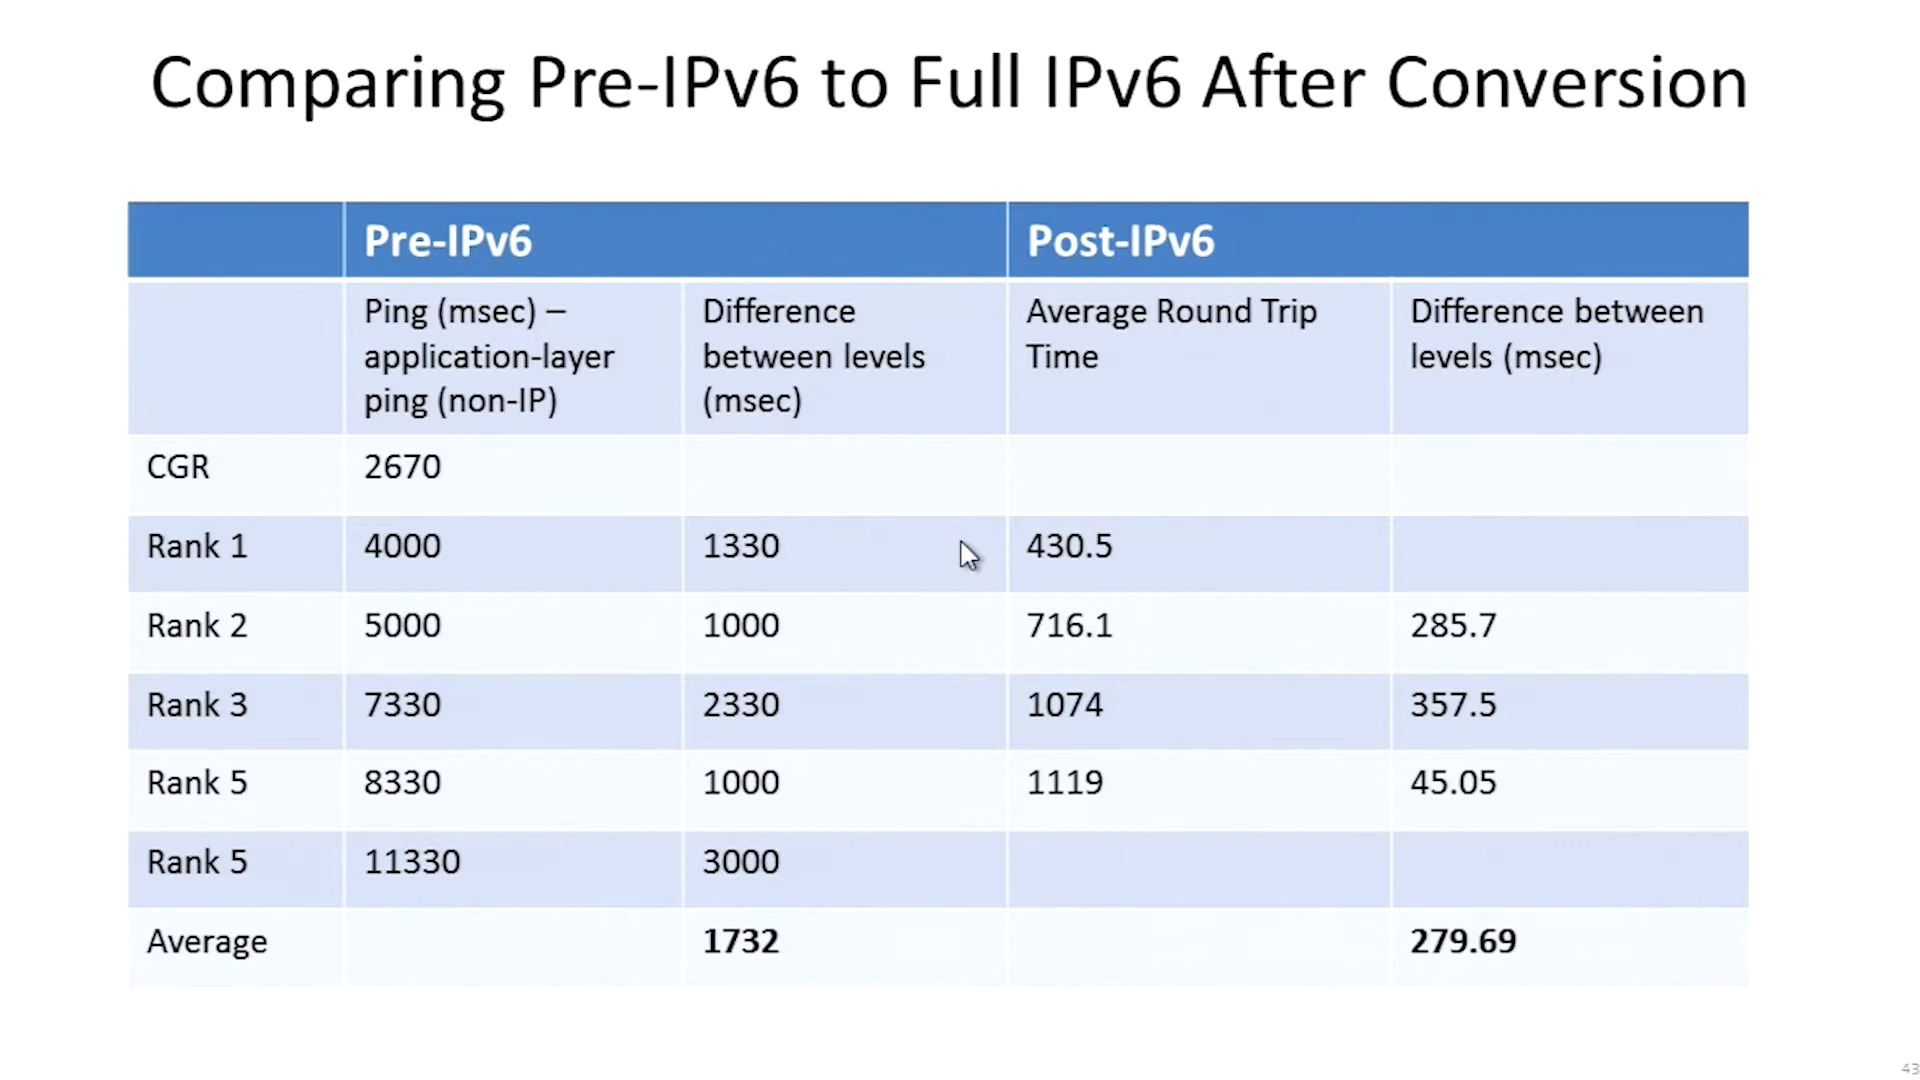 Comparing Pre-IPv6 to Full IPv6 After Conversion
Pre-IPv6 Post-IPv6
Ping (msec) – Difference Average Round Trip Difference between
application-layer between levels Time levels (msec)
ping (non-IP) (msec)
CGR 2670
Rank 1 4000 1330 430.5
Rank 2 5000 1000 716.1 285.7
Rank 3 7330 2330 1074 357.5
Rank 5 8330 1000 1119 45.05
Rank 5 11330 3000
Average 1732 279.69
43